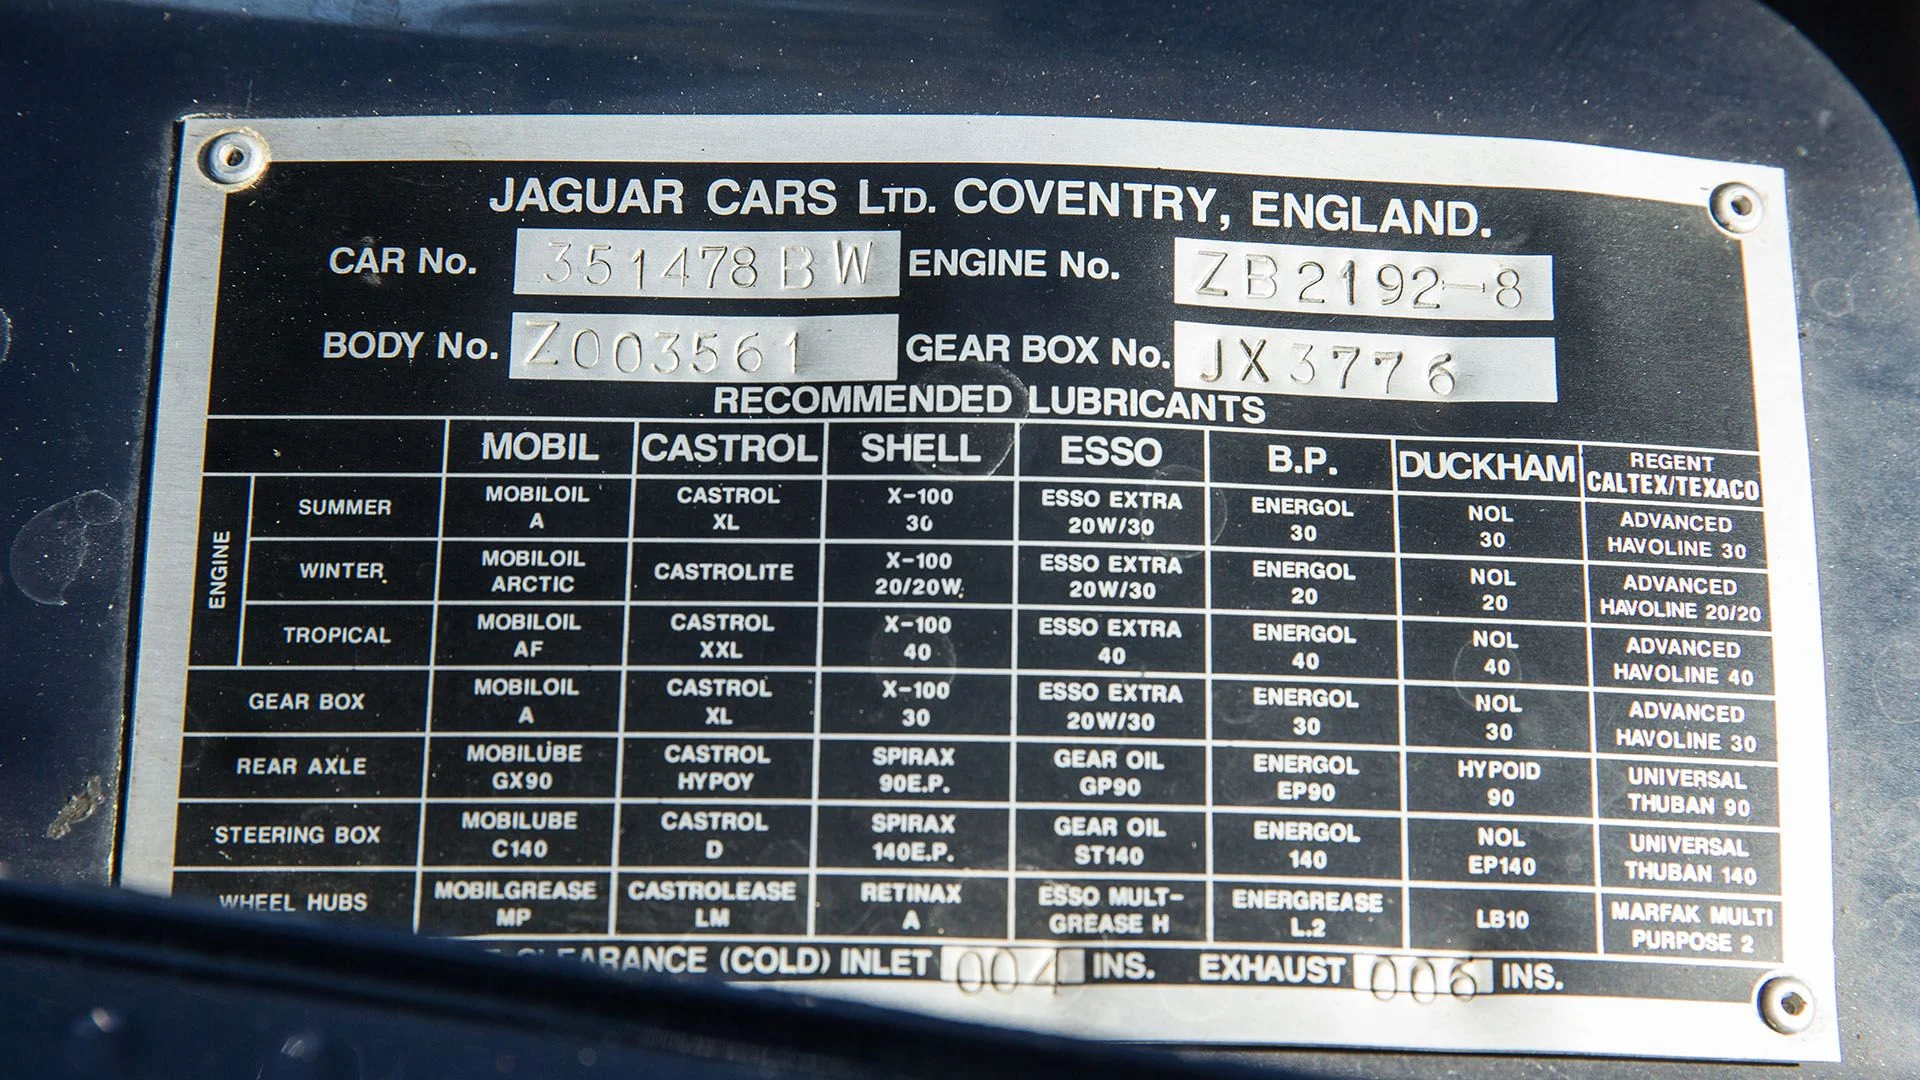 JAGUAR CARS LTD. COVENTRY, ENGLAND.
CAR No. 351478BW ENGINE No. ZB2192-8
BODY No. Z003561 GEAR BOX No. JX3776
RECOMMENDED LUBRICANTS
MOBIL CASTROL SHELL ESSO B.P. DUCKHAM REGENT CALTEX/TEXACO
ENGINE
SUMMER MOBILOIL A CASTROL XL X-100 30 ESSO EXTRA 20W/30 ENERGOL 30 NOL 30 ADVANCED HAVOLINE 30
WINTER MOBILOIL ARCTIC CASTROLITE X-100 20/20W ESSO EXTRA 20W/30 ENERGOL 20 NOL 20 ADVANCED HAVOLINE 20/20
TROPICAL MOBILOIL AF CASTROL XXL X-100 40 ESSO EXTRA 40 ENERGOL 40 NOL 40 ADVANCED HAVOLINE 40
GEAR BOX MOBILOIL A CASTROL XL X-100 30 ESSO EXTRA 20W/30 ENERGOL 30 NOL 30 ADVANCED HAVOLINE 30
REAR AXLE MOBILUBE GX90 CASTROL HYPOY SPIRAX 90E.P. GEAR OIL GP90 ENERGOL EP90 HYPOID 90 UNIVERSAL THUBAN 90
STEERING BOX MOBILUBE C140 CASTROL D SPIRAX 140E.P. GEAR OIL ST140 ENERGOL 140 NOL EP140 UNIVERSAL THUBAN 140
WHEEL HUBS MOBILGREASE MP CASTROLEASE LM RETINAX A ESSO MULT-GREASE H ENERGREASE L.2 LB10 MARFAK MULTI PURPOSE 2
CLEARANCE (COLD) INLET 004 INS. EXHAUST 006 INS.